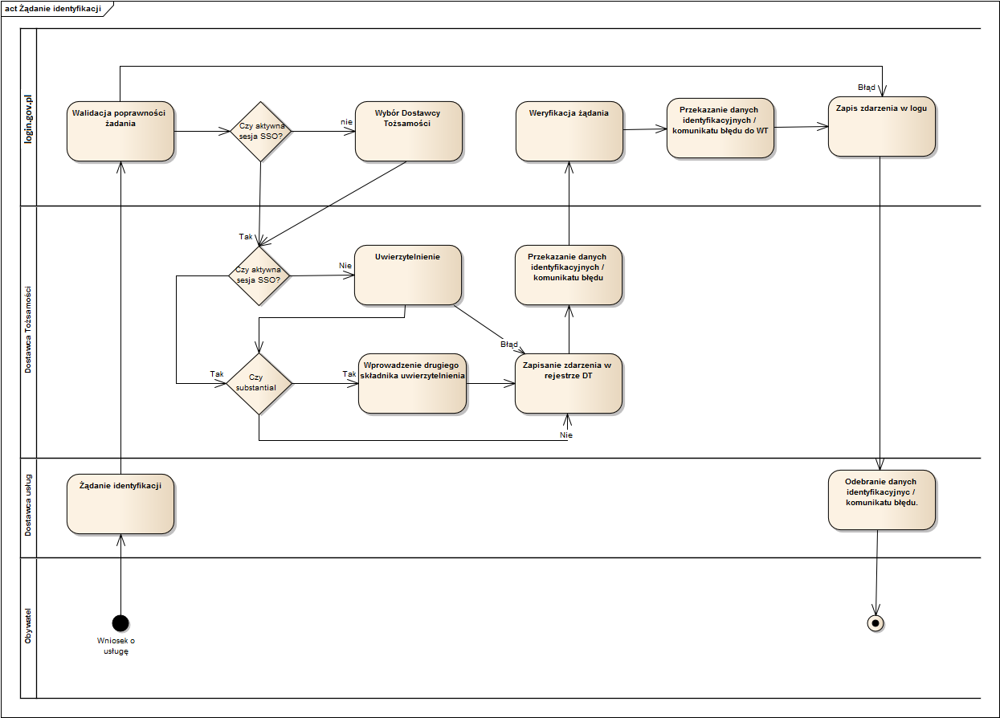 act Żądanie identyfikacji
login.gov.pl
Błąd
Walidacja poprawności
żadania
Czy aktywna
sesja SSO?
nie
Wybór Dostawcy
Tożsamości
Weryfikacja żądania
Przekazanie danych
identyfikacyjnych /
komunikatu błędu do WT
Zapis zdarzenia w logu
Dostawca Tożsamości
Tak
Czy aktywna
sesja SSO?
Nie
Uwierzytelnienie
Przekazanie danych
identyfikacyjnych /
komunikatu błędu
Błąd
Tak
Czy
substantial
Tak
Wprowadzenie drugiego
składnika uwierzytelnienia
Zapisanie zdarzenia w
rejestrze DT
Nie
Dostawca usług
Żądanie identyfikacji
Odebranie danych
identyfikacyjnyc /
komunikatu błędu.
Obywatel
Wniosek o
usługę